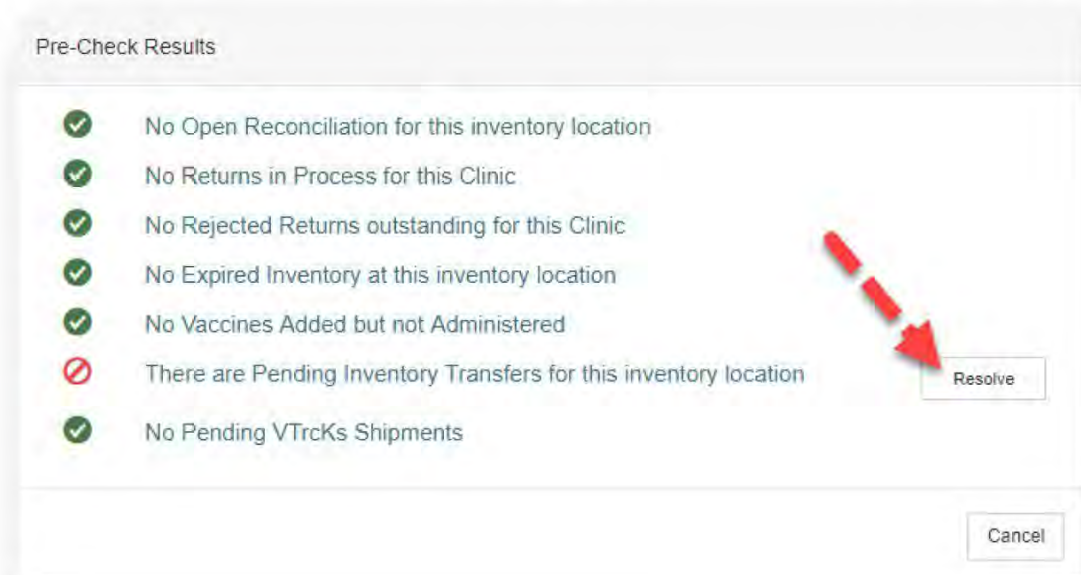 Pre-Check Results
No Open Reconciliation for this inventory location
No Returns in Process for this Clinic
No Rejected Returns outstanding for this Clinic
No Expired Inventory at this inventory location
No Vaccines Added but not Administered
There are Pending Inventory Transfers for this inventory location
Resolve
No Pending VTrcKs Shipments
Cancel